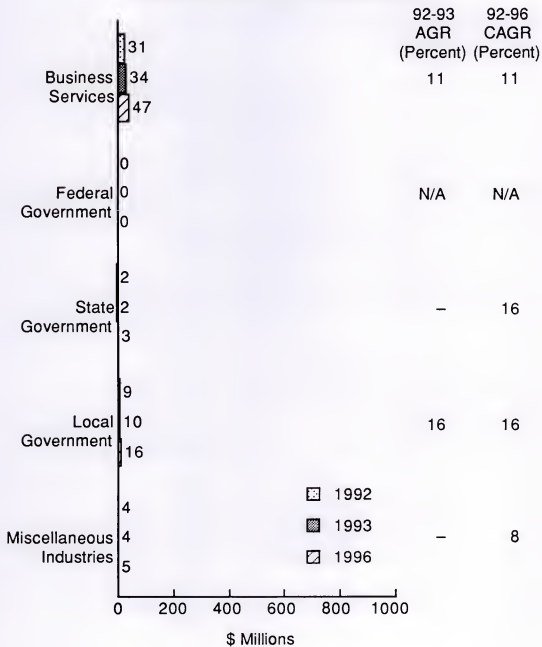 92-93 92-96
AGR CAGR
(Percent) (Percent)
31
Business 34 11 11
Services 47
0
Federal 0 N/A N/A
Government 0
2
State 2 – 16
Government 3
9
Local 10 16 16
Government 16
1992
4
1993
Miscellaneous 4 – 8
Industries 5
1996
0 200 400 600 800 1000
$ Millions